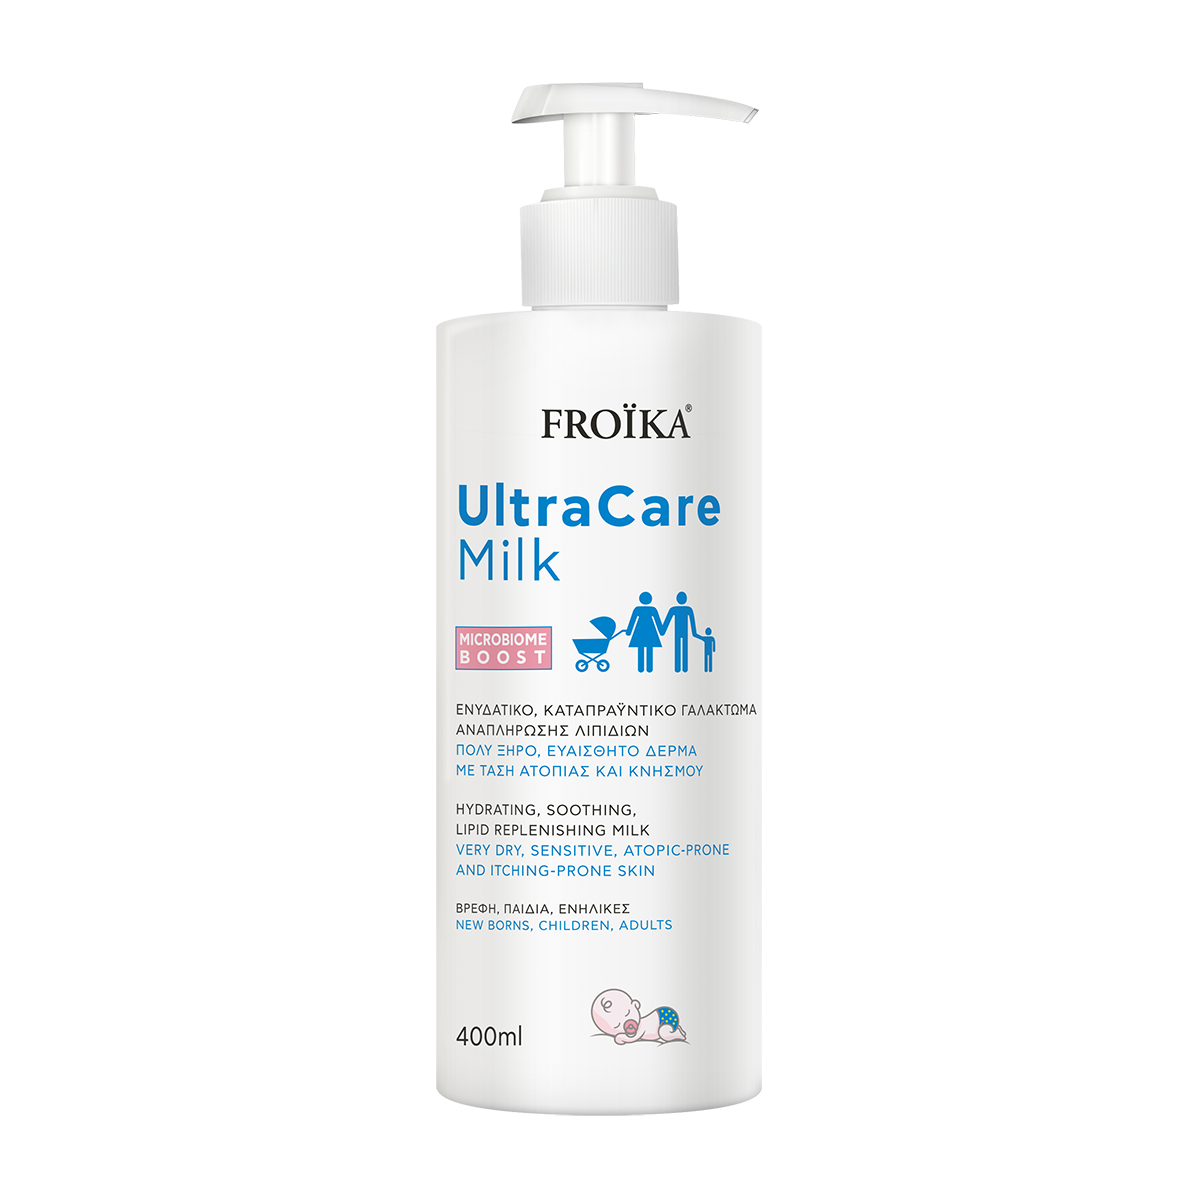 FROÏKA®
UltraCare
Milk
MICROBIOME
BOOST
ΕΝΥΔΑΤΙΚΟ, ΚΑΤΑΠΡΑΫΝΤΙΚΟ ΓΑΛΑΚΤΩΜΑ
ΑΝΑΠΛΗΡΩΣΗΣ ΛΙΠΙΔΙΩΝ
ΠΟΛΥ ΞΗΡΟ, ΕΥΑΙΣΘΗΤΟ ΔΕΡΜΑ
ΜΕ ΤΑΣΗ ΑΤΟΠΙΑΣ ΚΑΙ ΚΝΗΣΜΟΥ
HYDRATING, SOOTHING,
LIPID REPLENISHING MILK
VERY DRY, SENSITIVE, ATOPIC-PRONE
AND ITCHING-PRONE SKIN
ΒΡΕΦΗ, ΠΑΙΔΙΑ, ΕΝΗΛΙΚΕΣ
NEW BORNS, CHILDREN, ADULTS
400ml